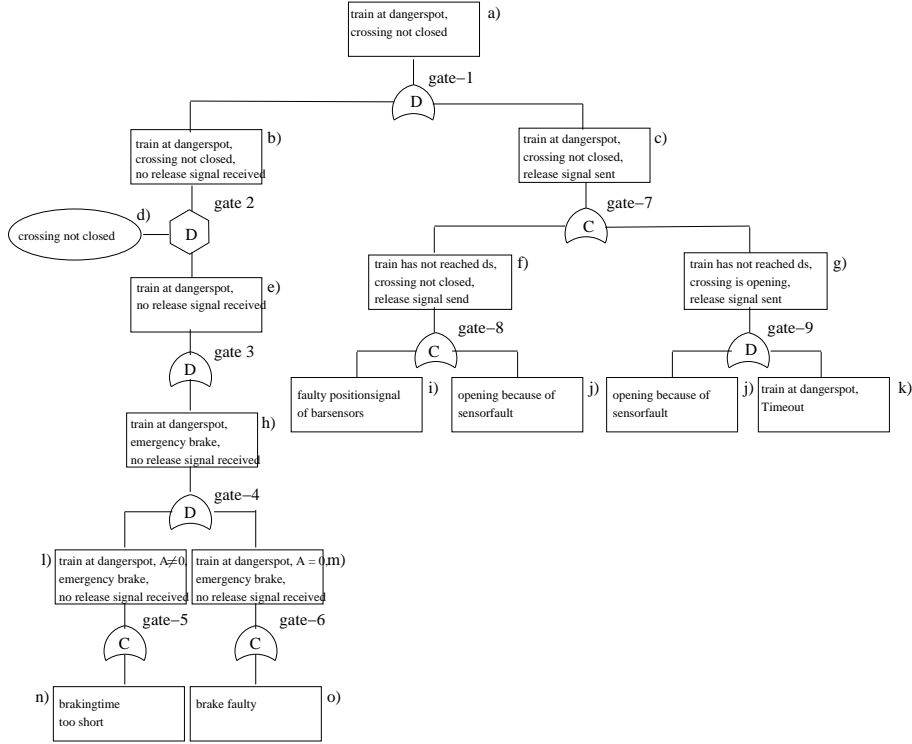 train at dangerspot,
crossing not closed
a)
gate−1
D
train at dangerspot,
crossing not closed,
no release signal received
b)
train at dangerspot,
crossing not closed,
release signal sent
c)
gate 2
D
d)
crossing not closed
gate−7
C
train at dangerspot,
no release signal received
e)
train has not reached ds,
crossing not closed,
release signal send
f)
train has not reached ds,
crossing is opening,
release signal sent
g)
gate 3
D
gate−8
C
gate−9
D
faulty positionsignal
of barsensors
i)
opening because of
sensorfault
j)
opening because of
sensorfault
j)
train at dangerspot,
Timeout
k)
train at dangerspot,
emergency brake,
no release signal received
h)
gate−4
D
l)
train at dangerspot, A≠0,
emergency brake,
no release signal received
train at dangerspot, A = 0,
emergency brake,
no release signal received
m)
gate−5
C
gate−6
C
n)
brakingtime
too short
brake faulty
o)